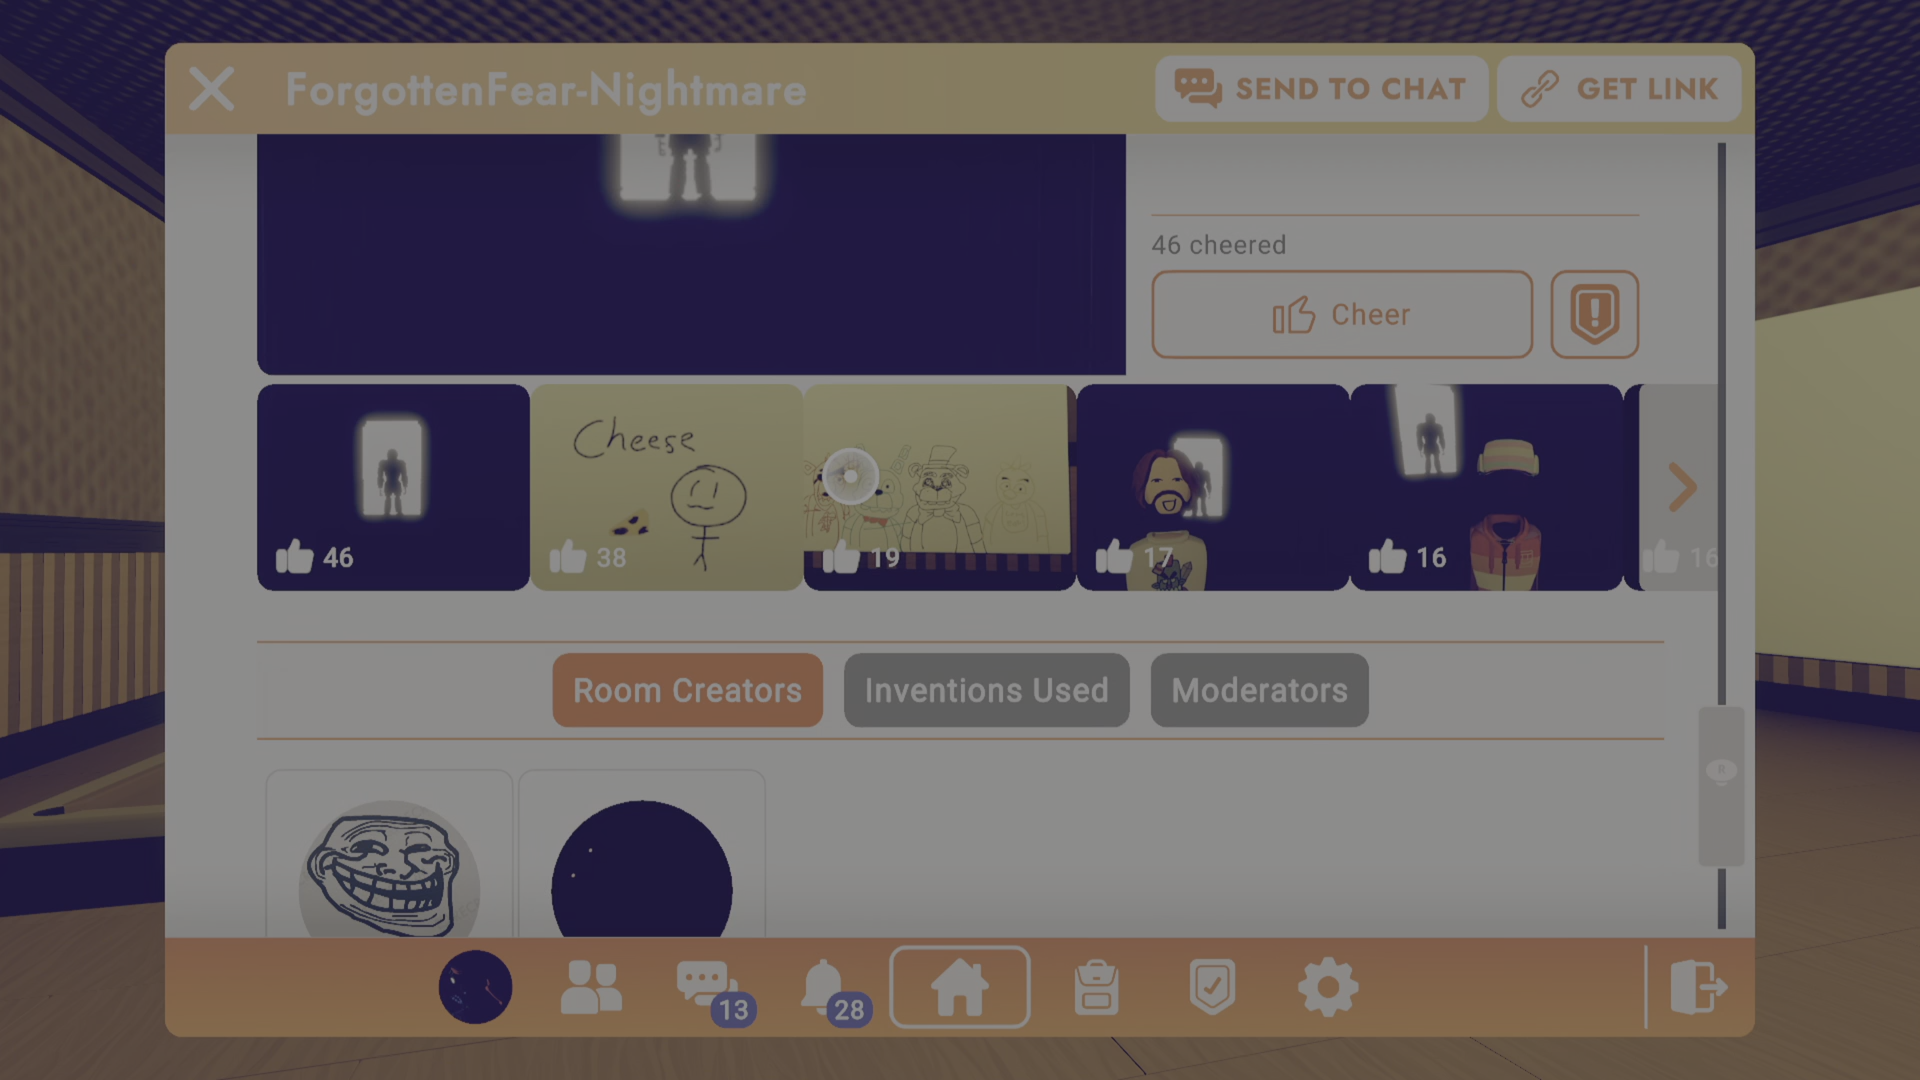 ForgottenFear-Nightmare
SEND TO CHAT
GET LINK
46 cheered
Cheer
Cheese
46
38
19
17
16
16
Room Creators
Inventions Used
Moderators
13
28